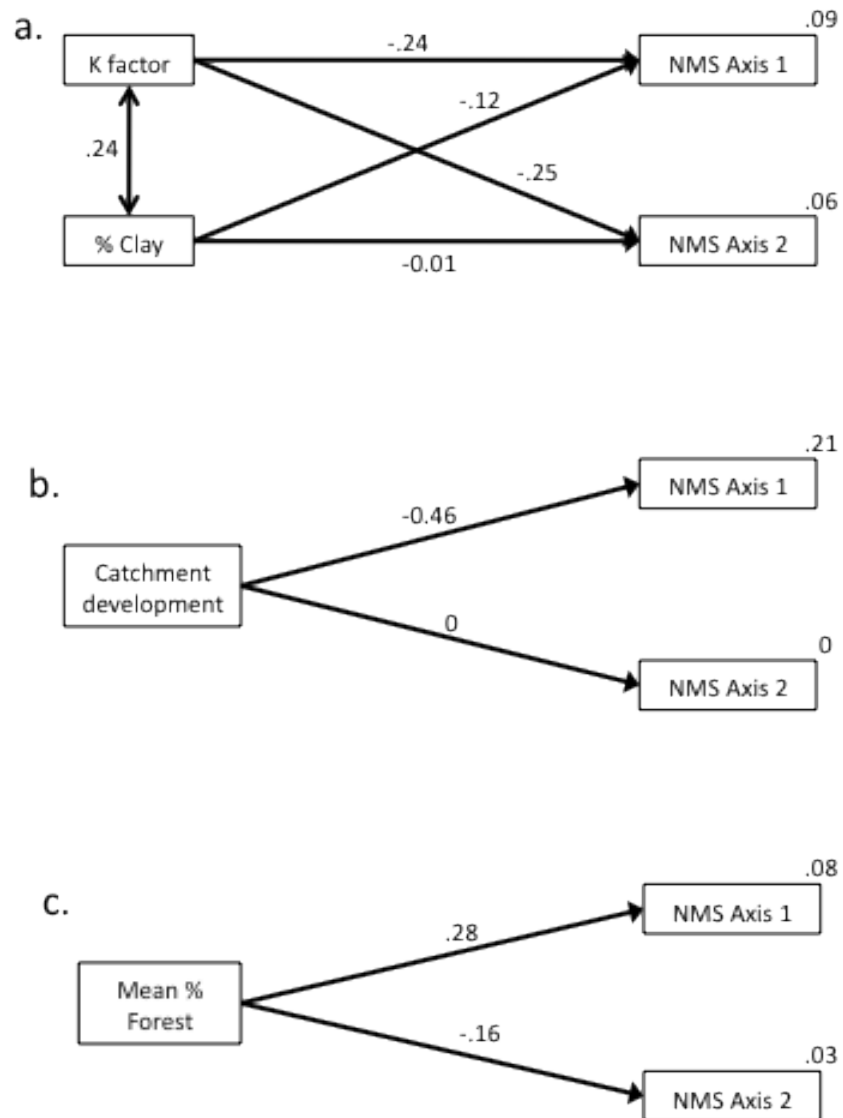 a.
.09
K factor
-.24
NMS Axis 1
-.12
.24
-.25
.06
% Clay
-0.01
NMS Axis 2
b.
.21
NMS Axis 1
-0.46
Catchment
development
0
0
NMS Axis 2
c.
.08
NMS Axis 1
.28
Mean %
Forest
-.16
.03
NMS Axis 2